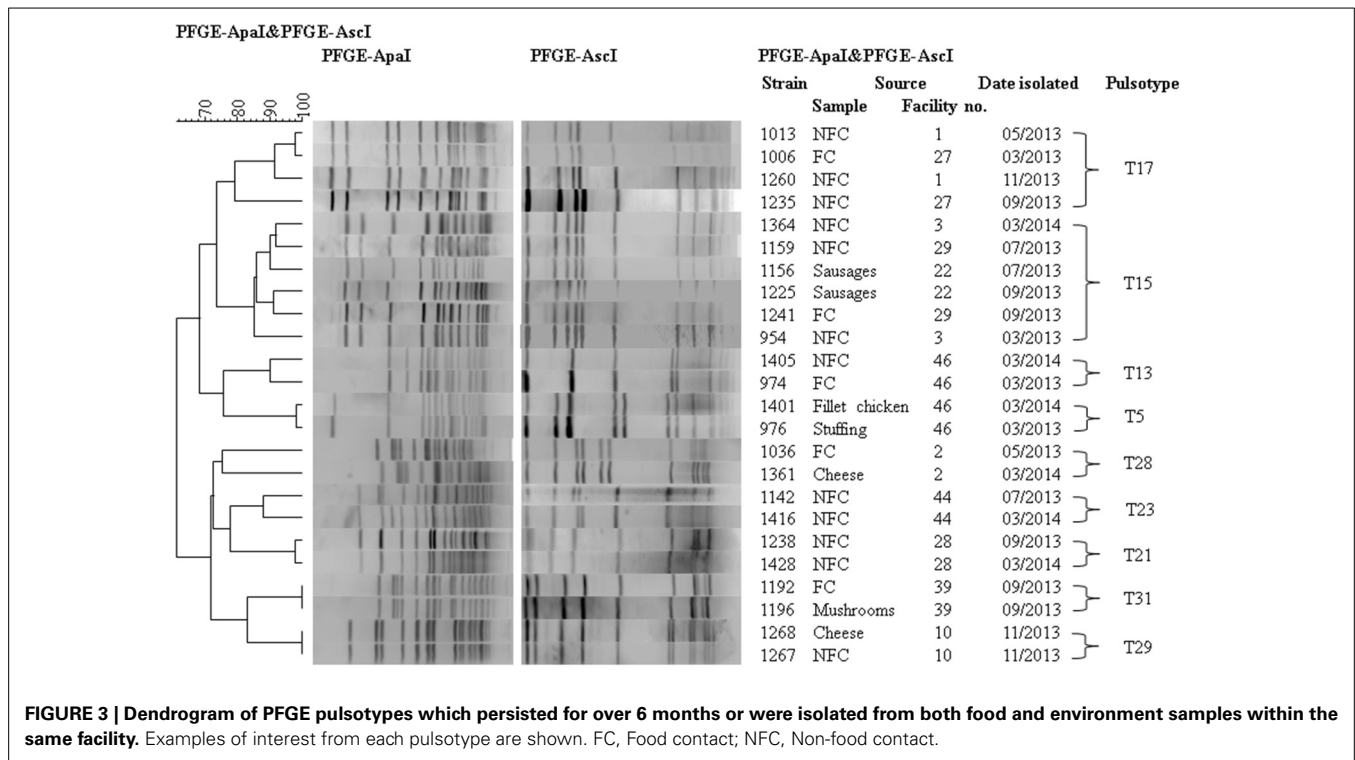 PFGE-ApaI&PFGE-AscI
PFGE-ApaI PFGE-AscI PFGE-ApaI&PFGE-AscI
Strain Source Date isolated Pulsotype
Sample Facility no.
70 80 90 100
1013 NFC 1 05/2013
1006 FC 27 03/2013
T17
1260 NFC 1 11/2013
1235 NFC 27 09/2013
1364 NFC 3 03/2014
1159 NFC 29 07/2013
1156 Sausages 22 07/2013
T15
1225 Sausages 22 09/2013
1241 FC 29 09/2013
954 NFC 3 03/2013
1405 NFC 46 03/2014
T13
974 FC 46 03/2013
1401 Fillet chicken 46 03/2014
T5
976 Stuffing 46 03/2013
1036 FC 2 05/2013
T28
1361 Cheese 2 03/2014
1142 NFC 44 07/2013
T23
1416 NFC 44 03/2014
1238 NFC 28 09/2013
T21
1428 NFC 28 03/2014
1192 FC 39 09/2013
T31
1196 Mushrooms 39 09/2013
1268 Cheese 10 11/2013
T29
1267 NFC 10 11/2013
FIGURE 3 | Dendrogram of PFGE pulsotypes which persisted for over 6 months or were isolated from both food and environment samples within the
same facility. Examples of interest from each pulsotype are shown. FC, Food contact; NFC, Non-food contact.